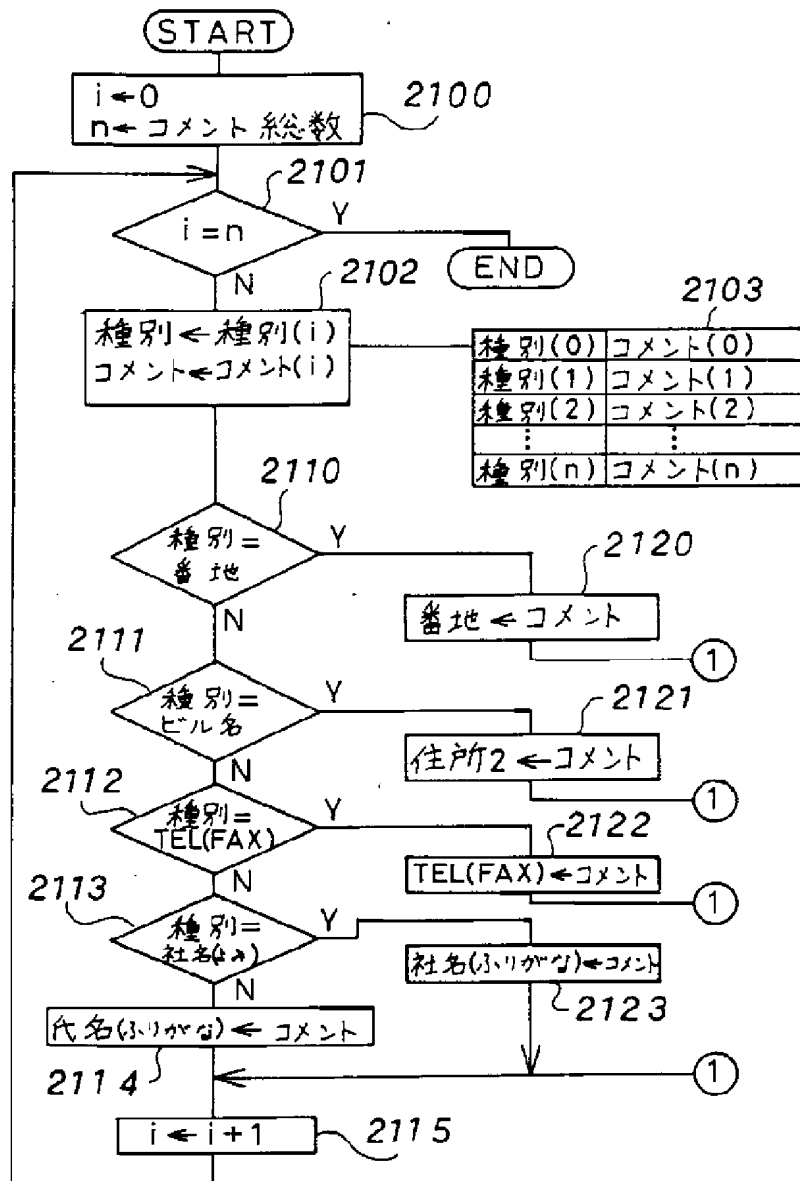 START
i←0
n←コメント総数
2100
2101
i=n
Y
END
N
2102
種別←種別(i)
コメント←コメント(i)
2103
種別(0) コメント(0)
種別(1) コメント(1)
種別(2) コメント(2)
⋮ ⋮
種別(n) コメント(n)
2110
種別=
番地
Y
2120
番地←コメント
N
1
2111
種別=
ビル名
Y
2121
住所2←コメント
N
1
2112
種別=
TEL(FAX)
Y
2122
TEL(FAX)←コメント
N
1
2113
種別=
社名(よみ)
Y
社名(ふりがな)←コメント
2123
N
氏名(ふりがな)←コメント
2114
1
i←i+1
2115